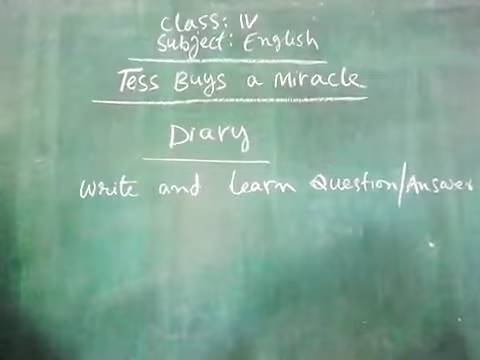 Class: IV
Subject: English
Tess Buys a Miracle
Diary
Write and learn Question/Answer